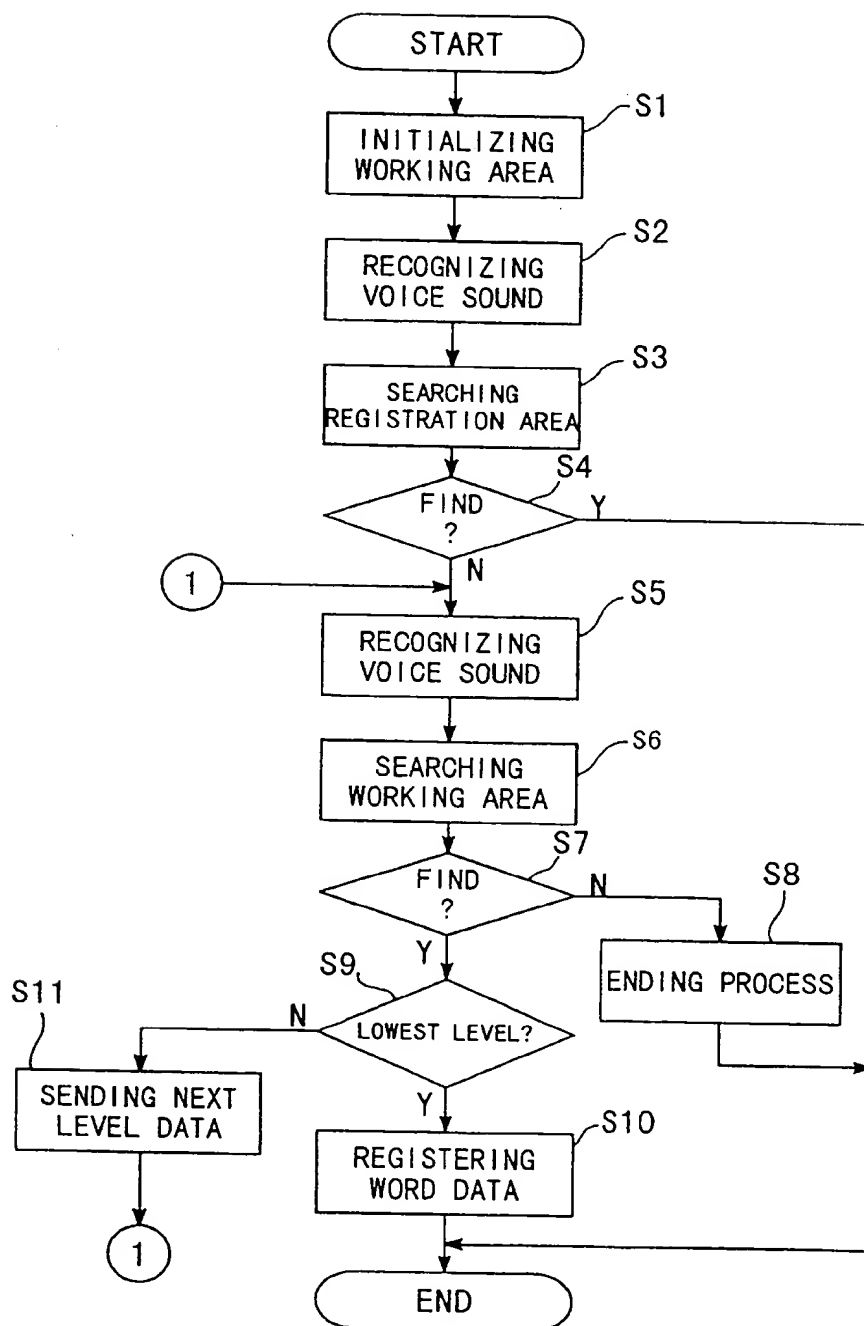 START
S1
INITIALIZING
WORKING AREA
S2
RECOGNIZING
VOICE SOUND
S3
SEARCHING
REGISTRATION AREA
S4
FIND
?
Y
N
1
S5
RECOGNIZING
VOICE SOUND
S6
SEARCHING
WORKING AREA
S7
FIND
?
N
Y
S8
ENDING PROCESS
S9
LOWEST LEVEL?
N
Y
S11
SENDING NEXT
LEVEL DATA
1
S10
REGISTERING
WORD DATA
END